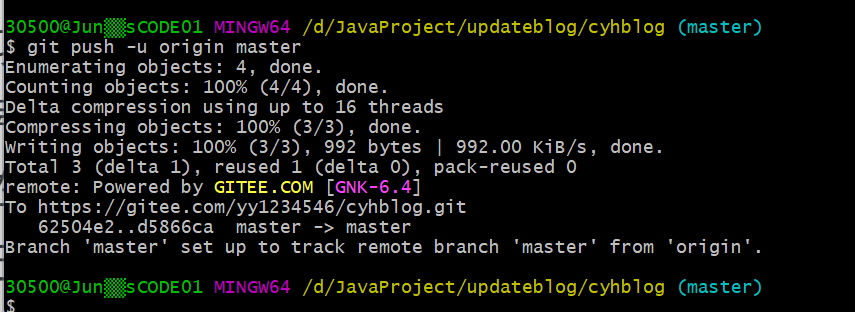 30500@Jun▒▒sCODE01 MINGW64 /d/JavaProject/updateblog/cyhblog (master)
$ git push -u origin master
Enumerating objects: 4, done.
Counting objects: 100% (4/4), done.
Delta compression using up to 16 threads
Compressing objects: 100% (3/3), done.
Writing objects: 100% (3/3), 992 bytes | 992.00 KiB/s, done.
Total 3 (delta 1), reused 1 (delta 0), pack-reused 0
remote: Powered by GITEE.COM [GNK-6.4]
To https://gitee.com/yy1234546/cyhblog.git
   62504e2..d5866ca  master -> master
Branch 'master' set up to track remote branch 'master' from 'origin'.
30500@Jun▒▒sCODE01 MINGW64 /d/JavaProject/updateblog/cyhblog (master)
$